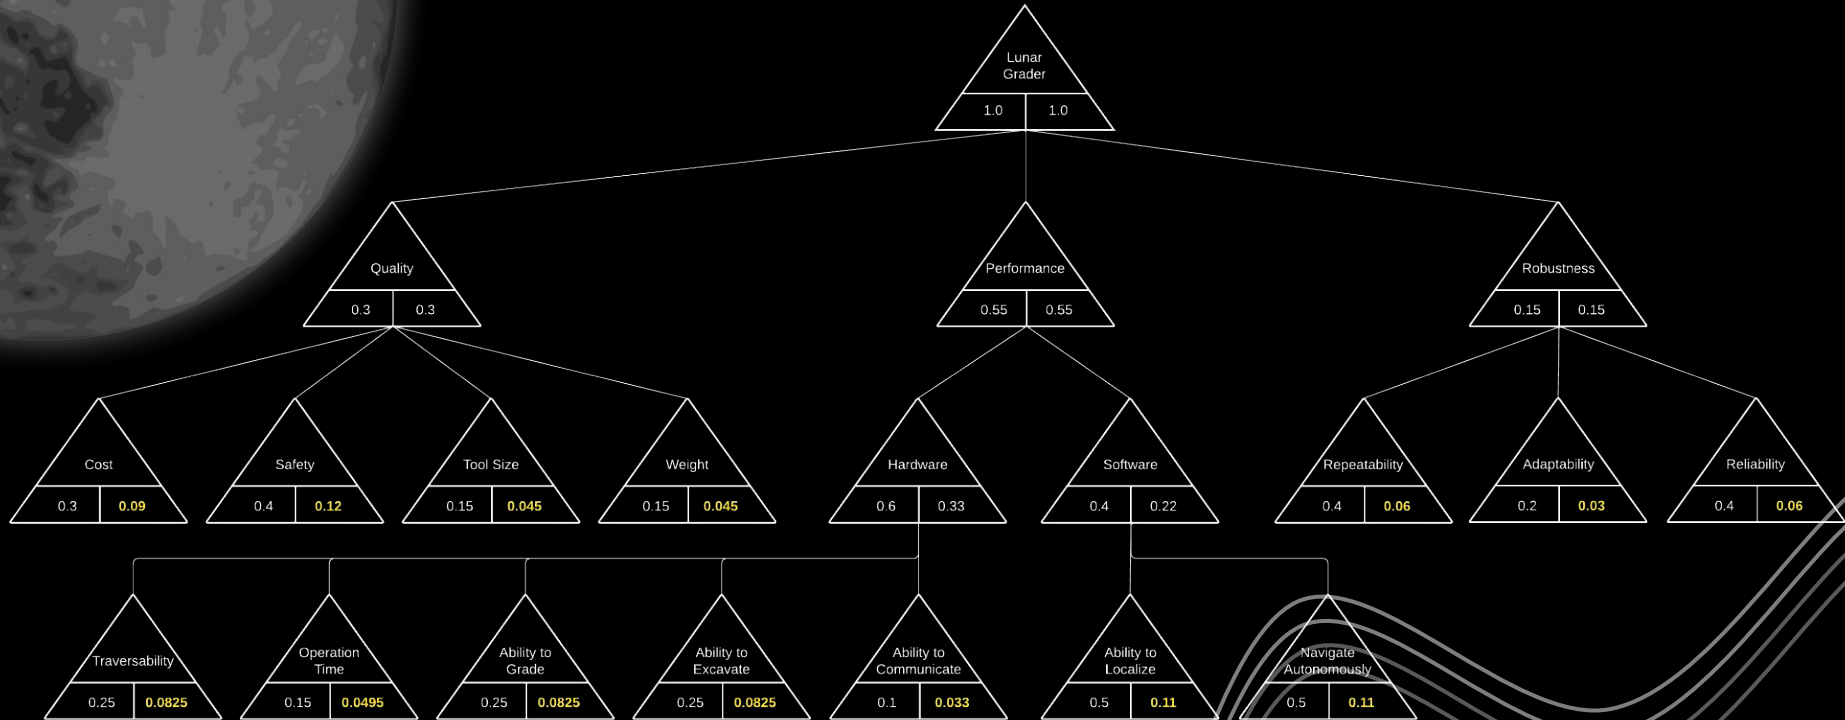 Lunar
Grader
1.0 1.0
Quality
0.3 0.3
Performance
0.55 0.55
Robustness
0.15 0.15
Cost
0.3 0.09
Safety
0.4 0.12
Tool Size
0.15 0.045
Weight
0.15 0.045
Hardware
0.6 0.33
Software
0.4 0.22
Repeatability
0.4 0.06
Adaptability
0.2 0.03
Reliability
0.4 0.06
Traversability
0.25 0.0825
Operation
Time
0.15 0.0495
Ability to
Grade
0.25 0.0825
Ability to
Excavate
0.25 0.0825
Ability to
Communicate
0.1 0.033
Ability to
Localize
0.5 0.11
Navigate
Autonomously
0.5 0.11